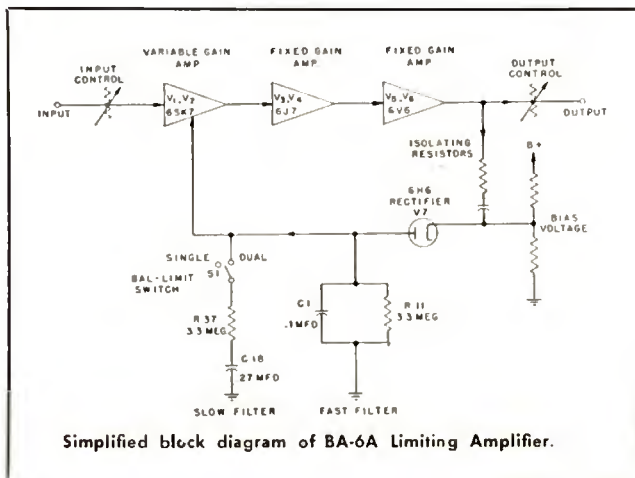 VARIABLE GAIN
AMP
FIXED GAIN
AMP.
FIXED GAIN
AMP
INPUT
CONTROL
OUTPUT
CONTROL
V1, V2
6SK7
V3, V4
6J7
V5, V6
6V6
INPUT
OUTPUT
ISOLATING
RESISTORS
B+
6H6
RECTIFIER
V7
BIAS
VOLTAGE
SINGLE
DUAL
S1
BAL-LIMIT
SWITCH
R 37
3.3 MEG
C 18
.27 MFD
C1
.1 MFD
R 11
3.3 MEG
SLOW FILTER
FAST FILTER
Simplified block diagram of BA-6A Limiting Amplifier.